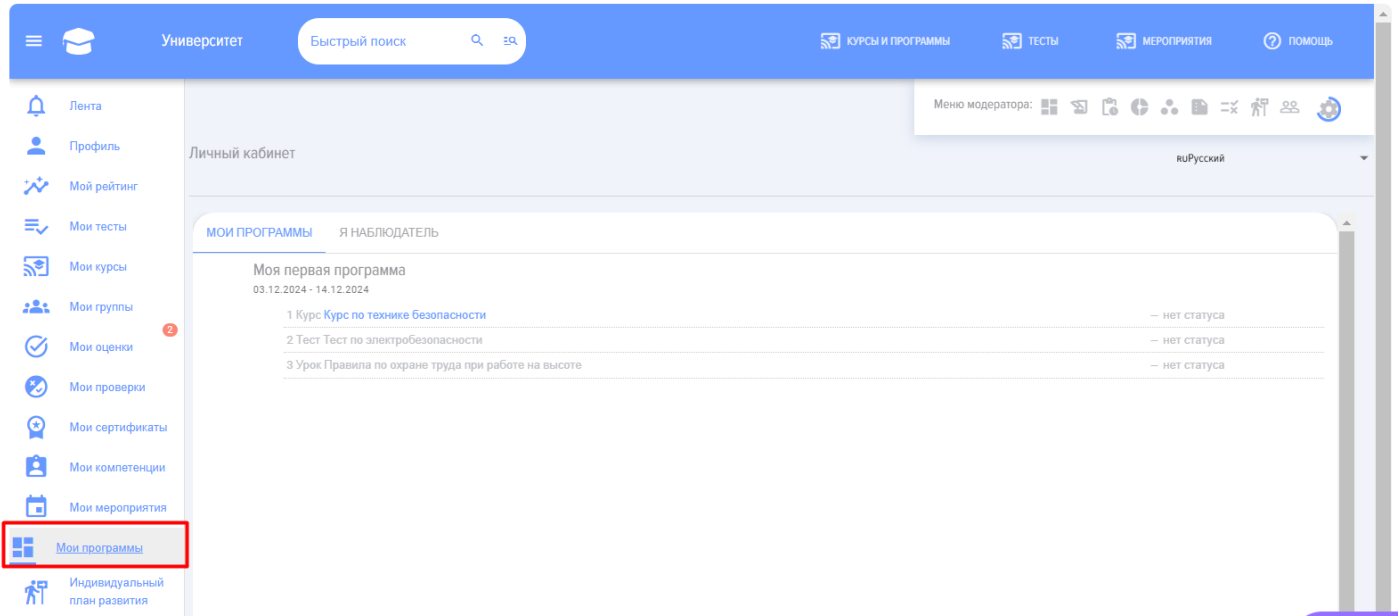 Университет
Быстрый поиск
КУРСЫ И ПРОГРАММЫ
ТЕСТЫ
МЕРОПРИЯТИЯ
ПОМОЩЬ
Меню модератора:
Личный кабинет
RUРусский
Лента
Профиль
Мой рейтинг
Мои тесты
Мои курсы
Мои группы
2
Мои оценки
Мои проверки
Мои сертификаты
Мои компетенции
Мои мероприятия
Мои программы
Индивидуальный
план развития
МОИ ПРОГРАММЫ Я НАБЛЮДАТЕЛЬ
Моя первая программа
03.12.2024 - 14.12.2024
1 Курс Курс по технике безопасности — нет статуса
2 Тест Тест по электробезопасности — нет статуса
3 Урок Правила по охране труда при работе на высоте — нет статуса